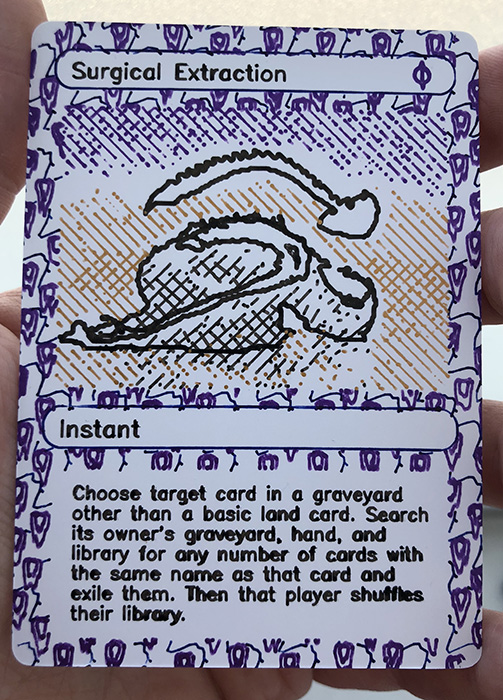 Surgical Extraction ϕ
Instant
Choose target card in a graveyard
other than a basic land card. Search
its owner's graveyard, hand, and
library for any number of cards with
the same name as that card and
exile them. Then that player shuffles
their library.